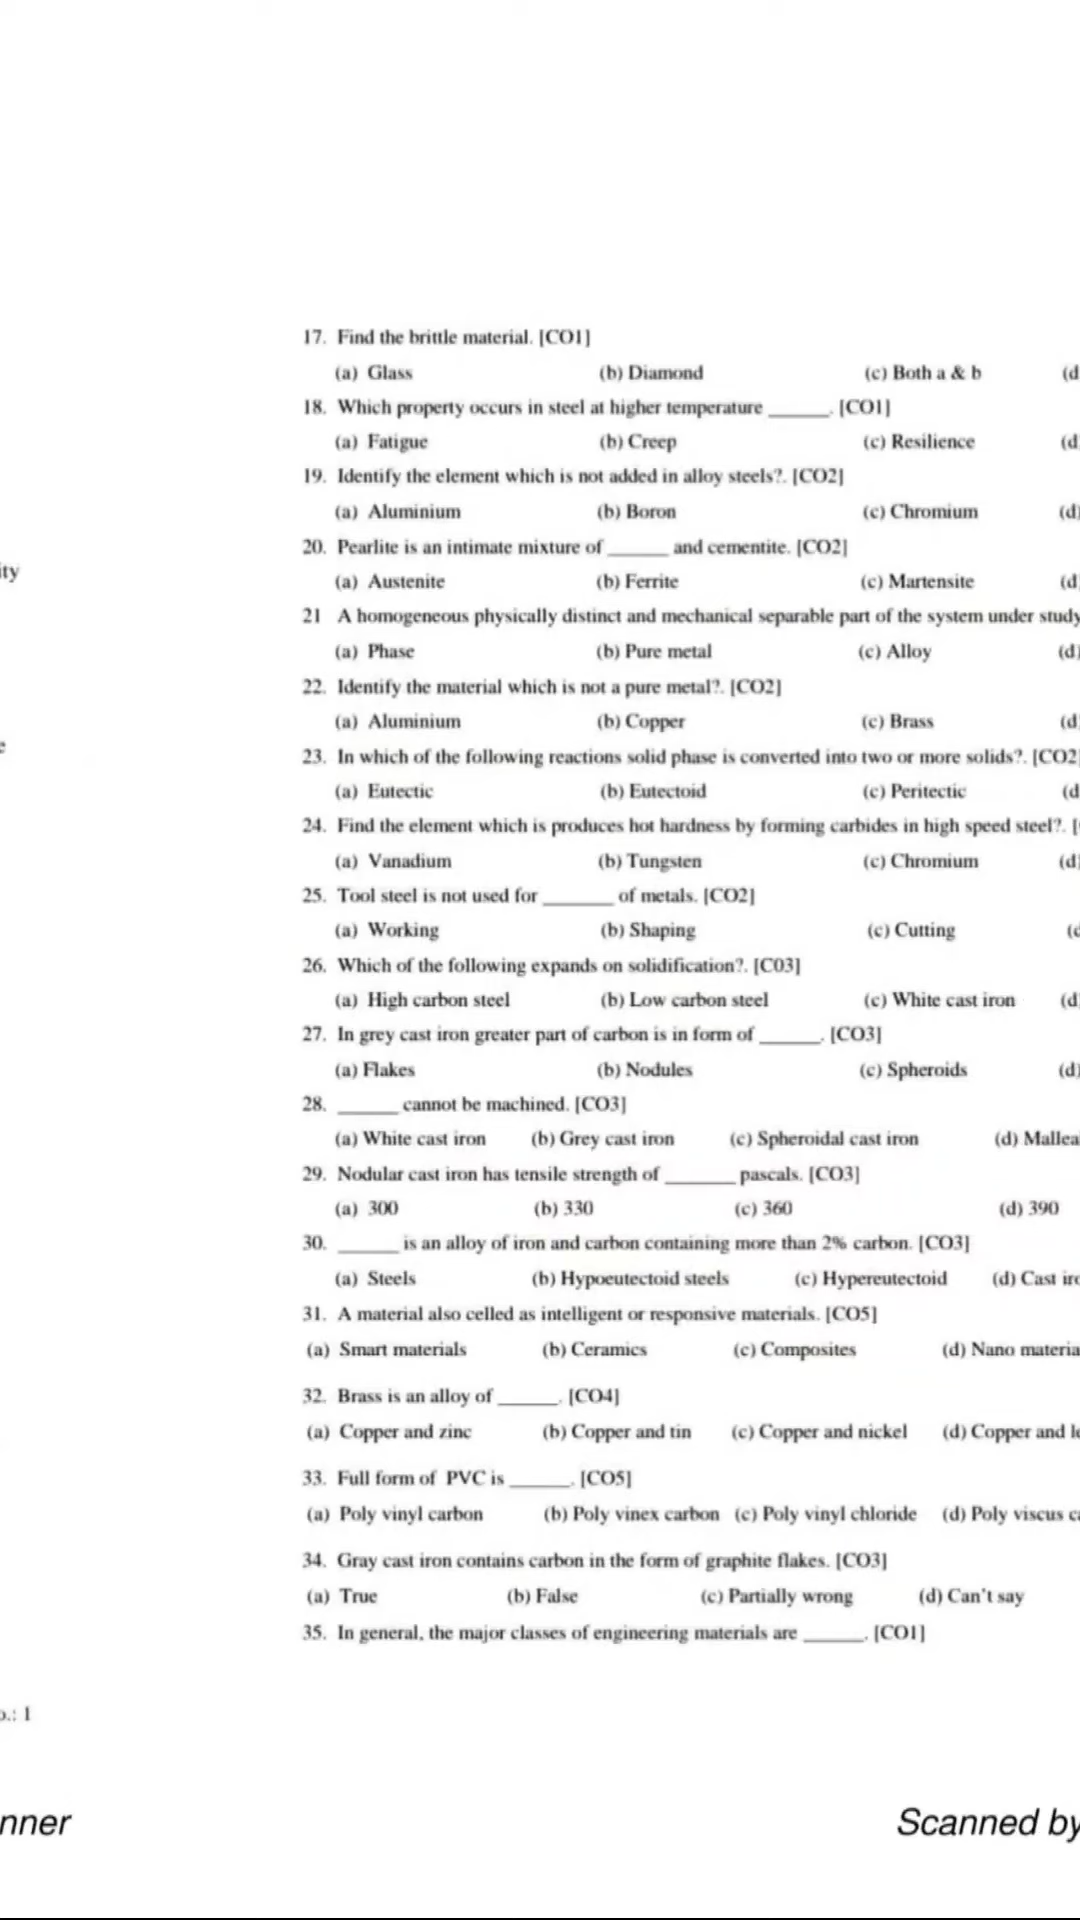 17. Find the brittle material. [CO1]
(a) Glass (b) Diamond (c) Both a & b (d
18. Which property occurs in steel at higher temperature ______. [CO1]
(a) Fatigue (b) Creep (c) Resilience (d
19. Identify the element which is not added in alloy steels?. [CO2]
(a) Aluminium (b) Boron (c) Chromium (d)
20. Pearlite is an intimate mixture of ______ and cementite. [CO2]
ity
(a) Austenite (b) Ferrite (c) Martensite (d
21 A homogeneous physically distinct and mechanical separable part of the system under study
(a) Phase (b) Pure metal (c) Alloy (d)
22. Identify the material which is not a pure metal?. [CO2]
(a) Aluminium (b) Copper (c) Brass (d
23. In which of the following reactions solid phase is converted into two or more solids?. [CO2]
(a) Eutectic (b) Eutectoid (c) Peritectic (d
24. Find the element which is produces hot hardness by forming carbides in high speed steel?. [
(a) Vanadium (b) Tungsten (c) Chromium (d)
25. Tool steel is not used for _______ of metals. [CO2]
(a) Working (b) Shaping (c) Cutting (d
26. Which of the following expands on solidification?. [C03]
(a) High carbon steel (b) Low carbon steel (c) White cast iron (d
27. In grey cast iron greater part of carbon is in form of ______. [CO3]
(a) Flakes (b) Nodules (c) Spheroids (d)
28. ______ cannot be machined. [CO3]
(a) White cast iron (b) Grey cast iron (c) Spheroidal cast iron (d) Mallea
29. Nodular cast iron has tensile strength of _______ pascals. [CO3]
(a) 300 (b) 330 (c) 360 (d) 390
30. ______ is an alloy of iron and carbon containing more than 2% carbon. [CO3]
(a) Steels (b) Hypoeutectoid steels (c) Hypereutectoid (d) Cast iro
31. A material also celled as intelligent or responsive materials. [CO5]
(a) Smart materials (b) Ceramics (c) Composites (d) Nano materia
32. Brass is an alloy of ______. [CO4]
(a) Copper and zinc (b) Copper and tin (c) Copper and nickel (d) Copper and le
33. Full form of PVC is ______. [CO5]
(a) Poly vinyl carbon (b) Poly vinex carbon (c) Poly vinyl chloride (d) Poly viscus ca
34. Gray cast iron contains carbon in the form of graphite flakes. [CO3]
(a) True (b) False (c) Partially wrong (d) Can't say
35. In general, the major classes of engineering materials are ______. [CO1]
o.: 1
nner Scanned by